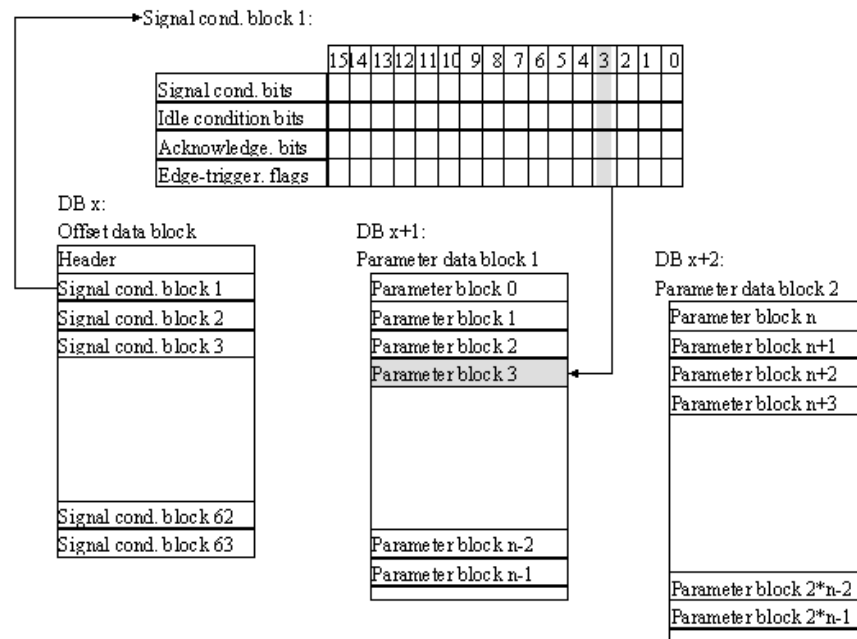 Signal cond. block 1:
15 14 13 12 11 10 9 8 7 6 5 4 3 2 1 0
Signal cond. bits
Idle condition bits
Acknowledge. bits
Edge-trigger. flags
DB x:
Offset data block
Header
Signal cond. block 1
Signal cond. block 2
Signal cond. block 3
Signal cond. block 62
Signal cond. block 63
DB x+1:
Parameter data block 1
Parameter block 0
Parameter block 1
Parameter block 2
Parameter block 3
Parameter block n-2
Parameter block n-1
DB x+2:
Parameter data block 2
Parameter block n
Parameter block n+1
Parameter block n+2
Parameter block n+3
Parameter block 2*n-2
Parameter block 2*n-1